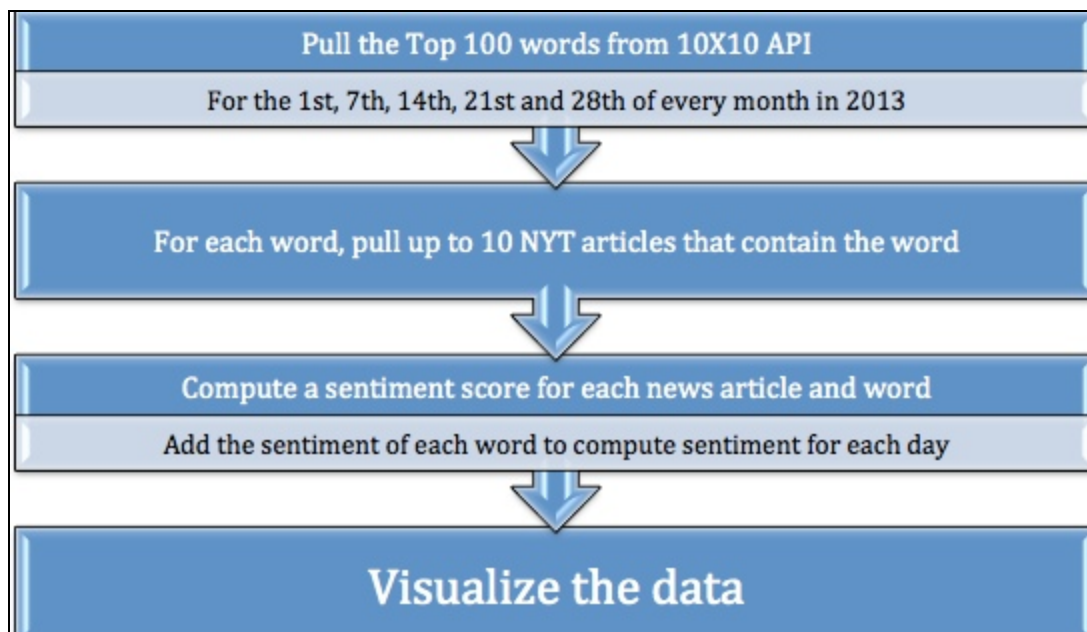 Pull the Top 100 words from 10X10 API
For the 1st, 7th, 14th, 21st and 28th of every month in 2013
For each word, pull up to 10 NYT articles that contain the word
Compute a sentiment score for each news article and word
Add the sentiment of each word to compute sentiment for each day
Visualize the data